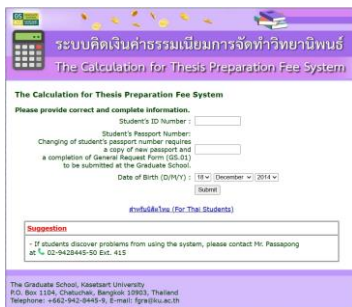 ระบบคิดเงินค่าธรรมเนียมการจัดทำวิทยานิพนธ์
The Calculation for Thesis Preparation Fee System
The Calculation for Thesis Preparation Fee System
Please provide correct and complete information.
Student's ID Number :
Student's Passport Number:
Changing of student's passport number requires
a copy of new passport and
a completion of General Request Form (GS.01)
to be submitted at the Graduate School.
Date of Birth (D/M/Y) : 18 December 2014
Submit
สำหรับนิสิตไทย (For Thai Students)
Suggestion
- If students discover problems from using the system, please contact Mr. Passapong
at 02-9428445-50 Ext. 415
The Graduate School, Kasetsart University
P.O. Box 1104, Chatuchak, Bangkok 10903, Thailand
Telephone: +662-942-8445-9, E-mail: fgra@ku.ac.th